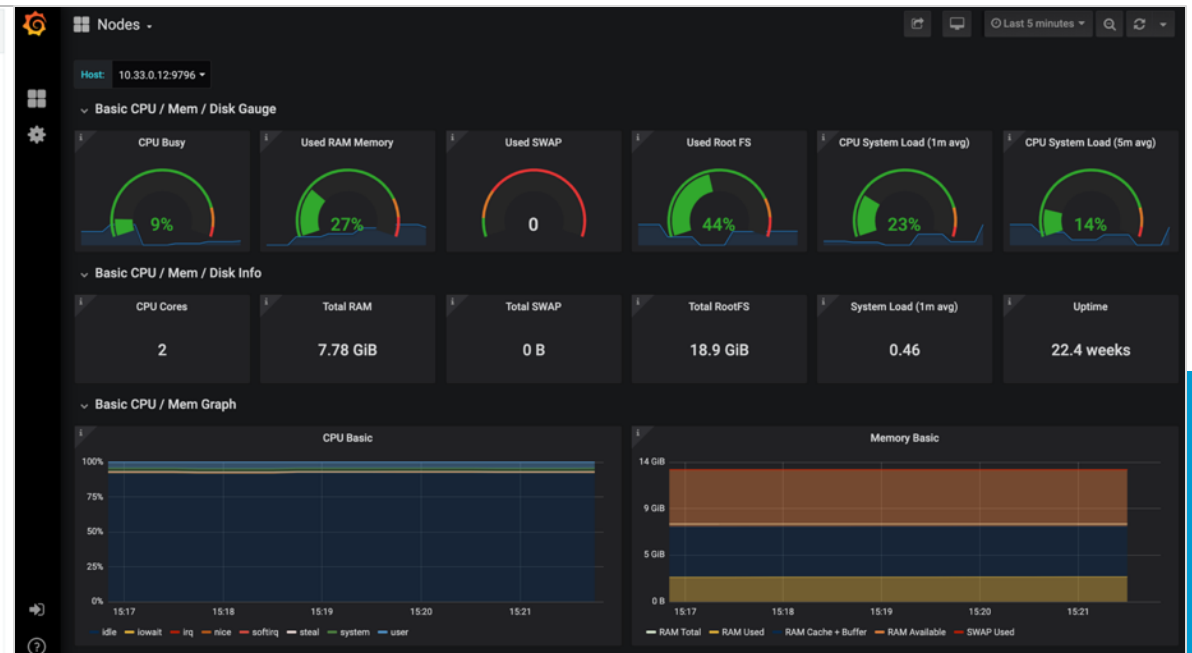 Nodes
Last 5 minutes
Host: 10.33.0.12:9796
Basic CPU / Mem / Disk Gauge
CPU Busy
Used RAM Memory
Used SWAP
Used Root FS
CPU System Load (1m avg)
CPU System Load (5m avg)
9%
27%
0
44%
23%
14%
Basic CPU / Mem / Disk Info
CPU Cores
Total RAM
Total SWAP
Total RootFS
System Load (1m avg)
Uptime
2
7.78 GiB
0 B
18.9 GiB
0.46
22.4 weeks
Basic CPU / Mem Graph
CPU Basic
100%
75%
50%
25%
0%
15:17 15:18 15:19 15:20 15:21
idle iowait irq nice softirq steal system user
Memory Basic
14 GiB
9 GiB
5 GiB
0 B
15:17 15:18 15:19 15:20 15:21
RAM Total RAM Used RAM Cache + Buffer RAM Available SWAP Used